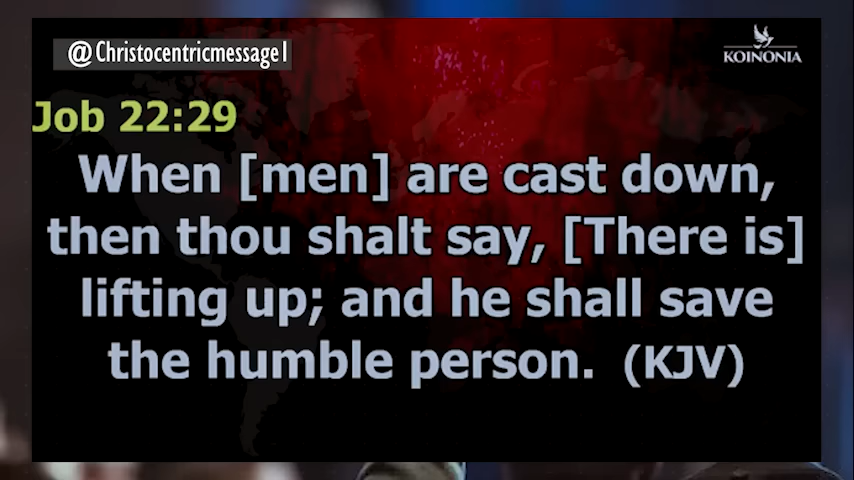 @Christocentricmessage1
KOINONIA
Job 22:29
When [men] are cast down,
then thou shalt say, [There is]
lifting up; and he shall save
the humble person. (KJV)